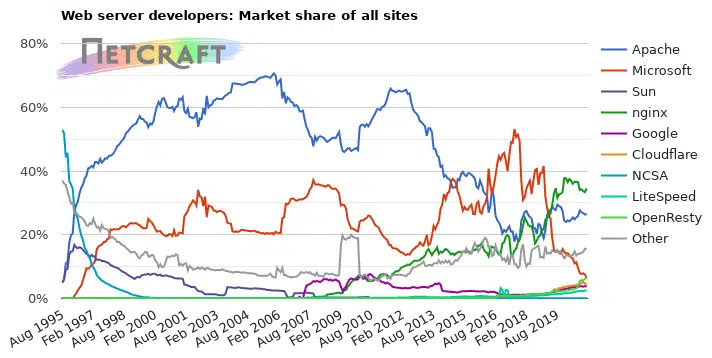 Web server developers: Market share of all sites
NETCRAFT
80%
60%
40%
20%
0%
Aug 1995
Feb 1997
Aug 1998
Feb 2000
Aug 2001
Feb 2003
Aug 2004
Feb 2006
Aug 2007
Feb 2009
Aug 2010
Feb 2012
Aug 2013
Feb 2015
Aug 2016
Feb 2018
Aug 2019
Apache
Microsoft
Sun
nginx
Google
Cloudflare
NCSA
LiteSpeed
OpenResty
Other